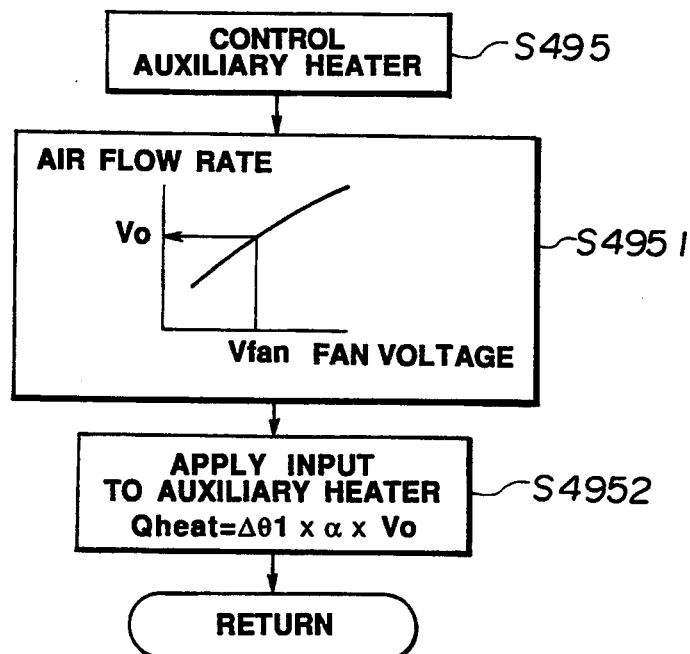 CONTROL
AUXILIARY HEATER
S495
AIR FLOW RATE
Vo
S4951
Vfan FAN VOLTAGE
APPLY INPUT
TO AUXILIARY HEATER
Qheat=Δθ1 x α x Vo
S4952
RETURN